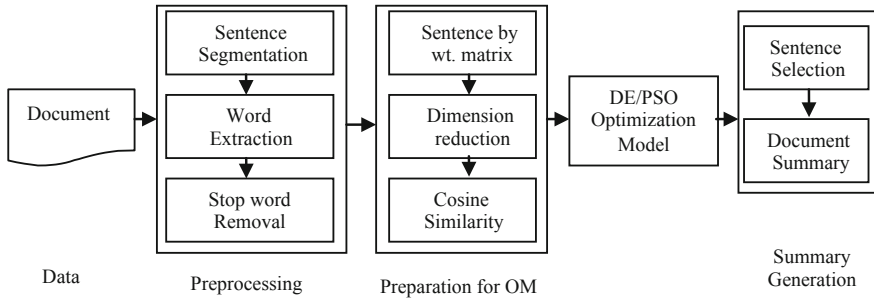 Document
Sentence
Segmentation
Word
Extraction
Stop word
Removal
Sentence by
wt. matrix
Dimension
reduction
Cosine
Similarity
DE/PSO
Optimization
Model
Sentence
Selection
Document
Summary
Data
Preprocessing
Preparation for OM
Summary
Generation